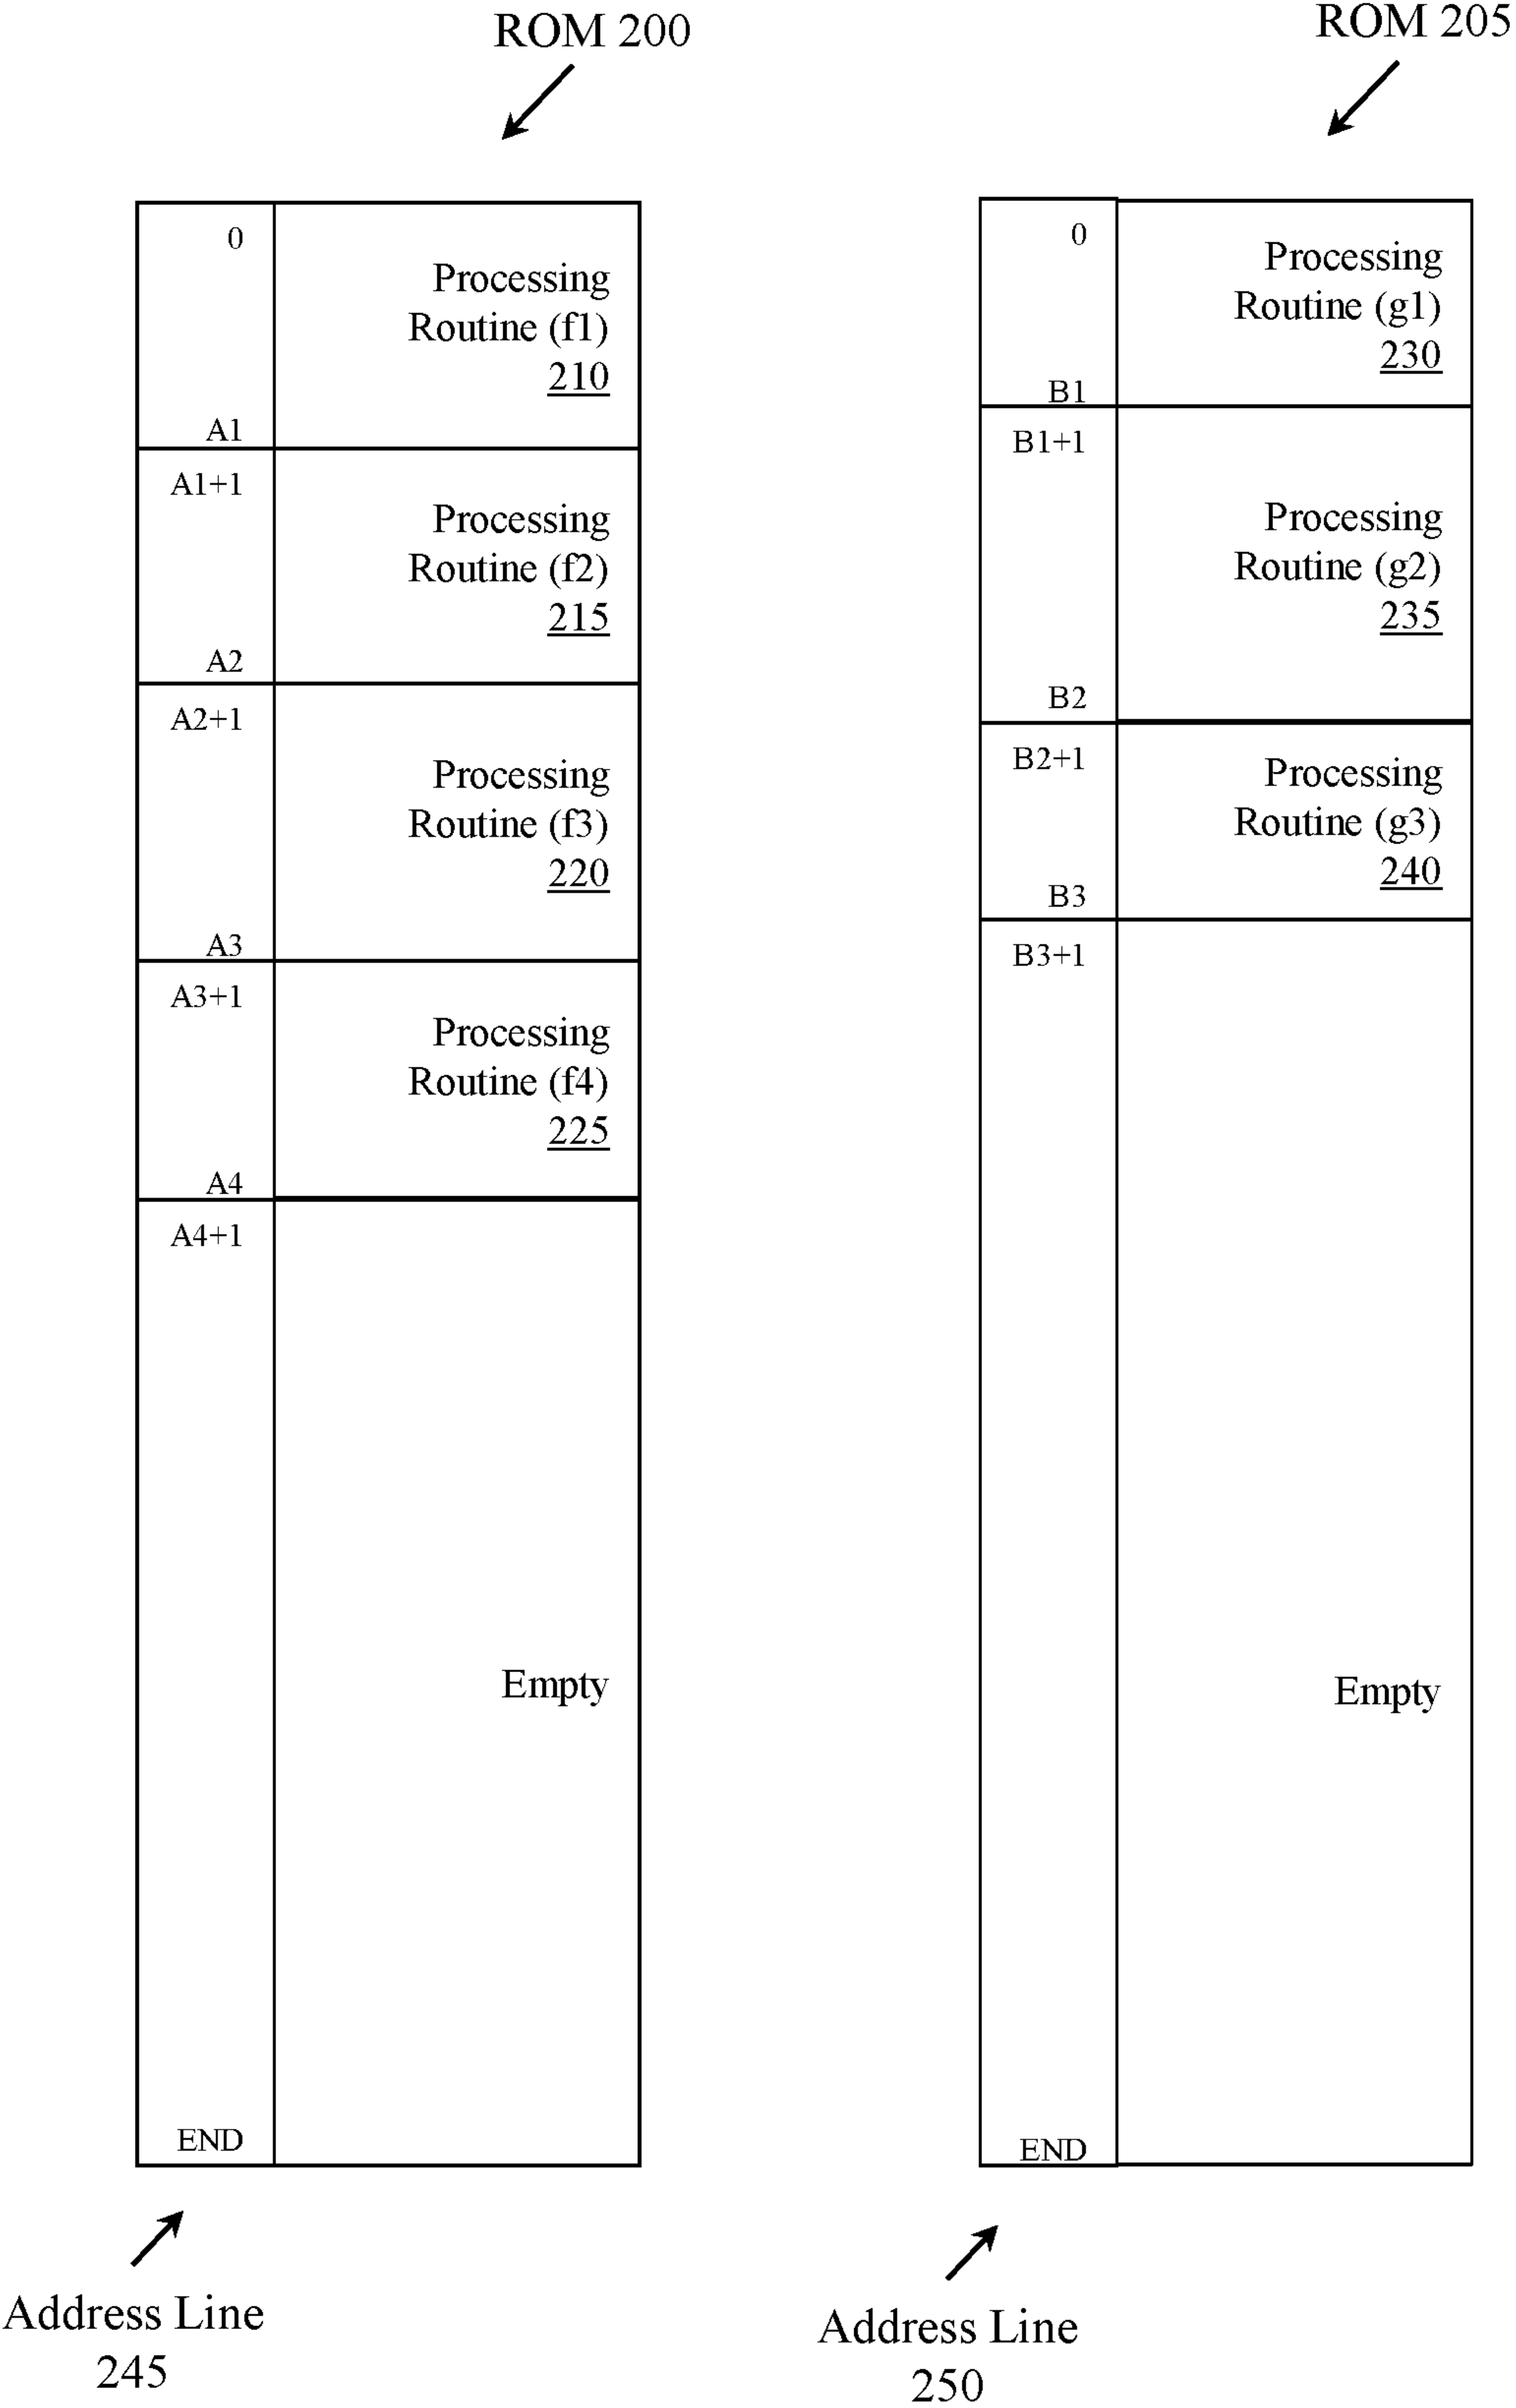 ROM 200
0
Processing
Routine (f1)
210
A1
A1+1
Processing
Routine (f2)
215
A2
A2+1
Processing
Routine (f3)
220
A3
A3+1
Processing
Routine (f4)
225
A4
A4+1
Empty
END
Address Line
245
ROM 205
0
Processing
Routine (g1)
230
B1
B1+1
Processing
Routine (g2)
235
B2
B2+1
Processing
Routine (g3)
240
B3
B3+1
Empty
END
Address Line
250